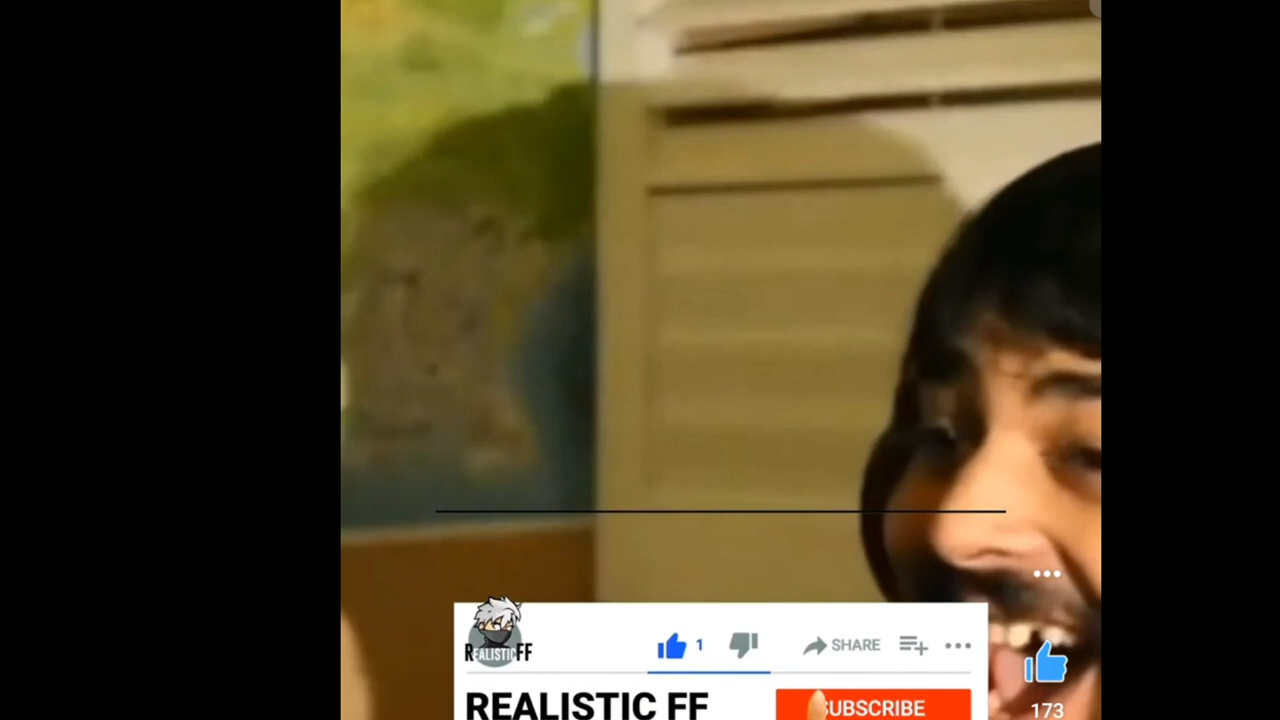 REALISTIC FF
1
SHARE
REALISTIC FF
SUBSCRIBE
173